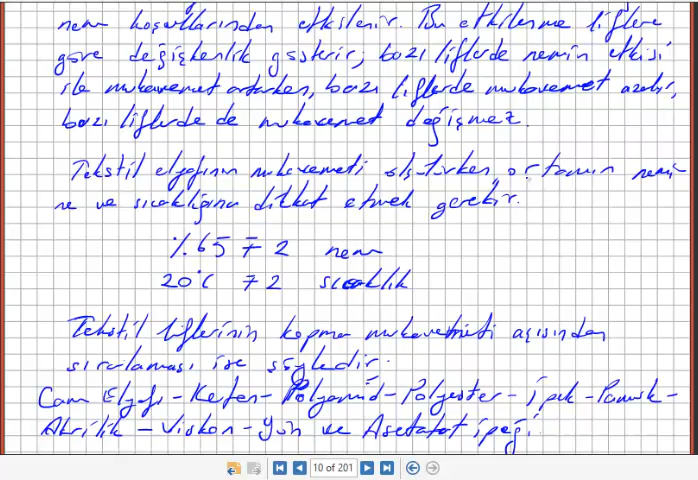 nem koşullarından etkilenir. Bu etkilenme liflere
göre değişkenlik gösterir, bazı liflerde nemin etkisi
ile mukavemet artarken, bazı liflerde mukavemet azalır,
bazı liflerde de mukavemet değişmez.
Tekstil elyafının mukavemeti ölçülürken ortamın nemi-
ne ve sıcaklığına dikkat etmek gerekir.
%65 ∓ 2 nem
20°C ∓ 2 sıcaklık
Tekstil liflerinin kopma mukavemeti açısından
sıralaması ise şöyledir.
Cam Elyafı - Keten - Polyamid - Polyester - İpek - Pamuk -
Akrilik - Viskon - Yün ve Asetat ipeği
10 of 201